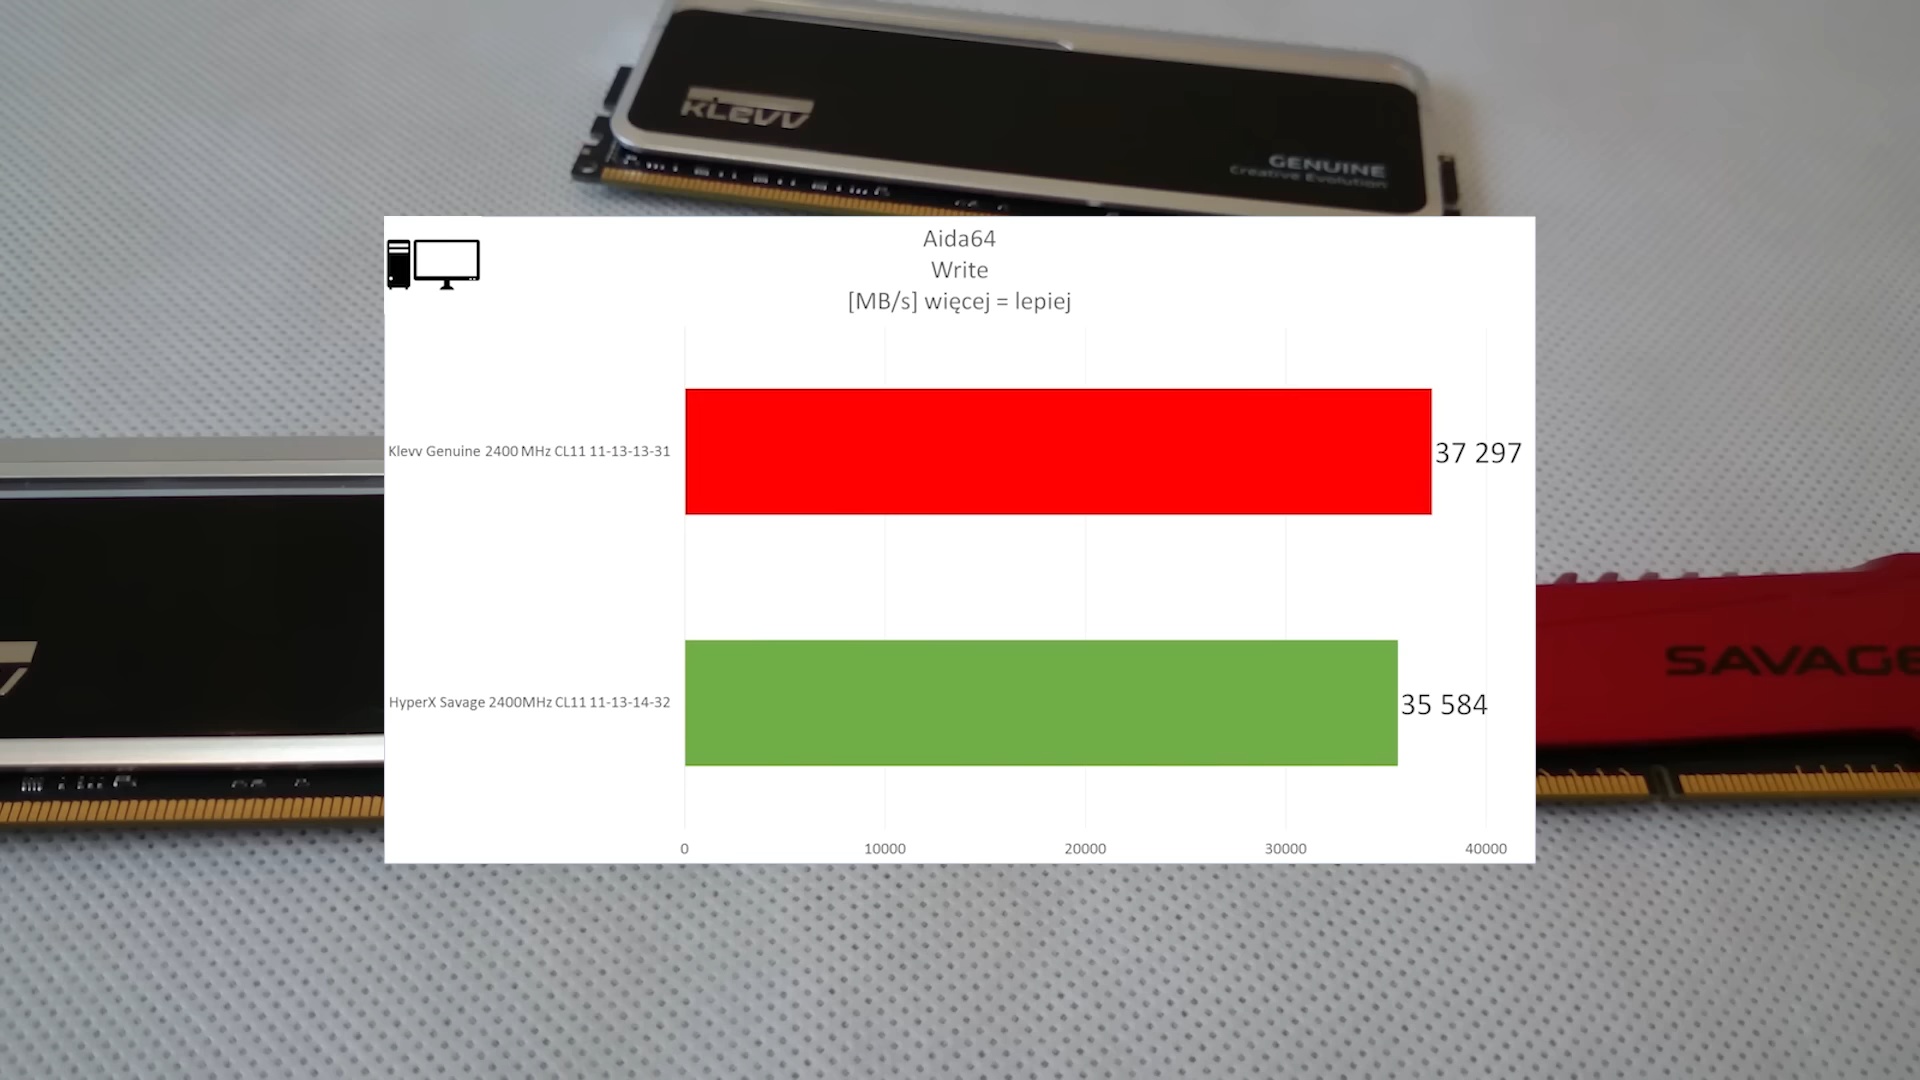 KLEVV
GENUINE
Creative Evolution
Aida64
Write
[MB/s] więcej = lepiej
Klevv Genuine 2400 MHz CL11 11-13-13-31
37 297
HyperX Savage 2400MHz CL11 11-13-14-32
35 584
0 10000 20000 30000 40000
SAVAGE